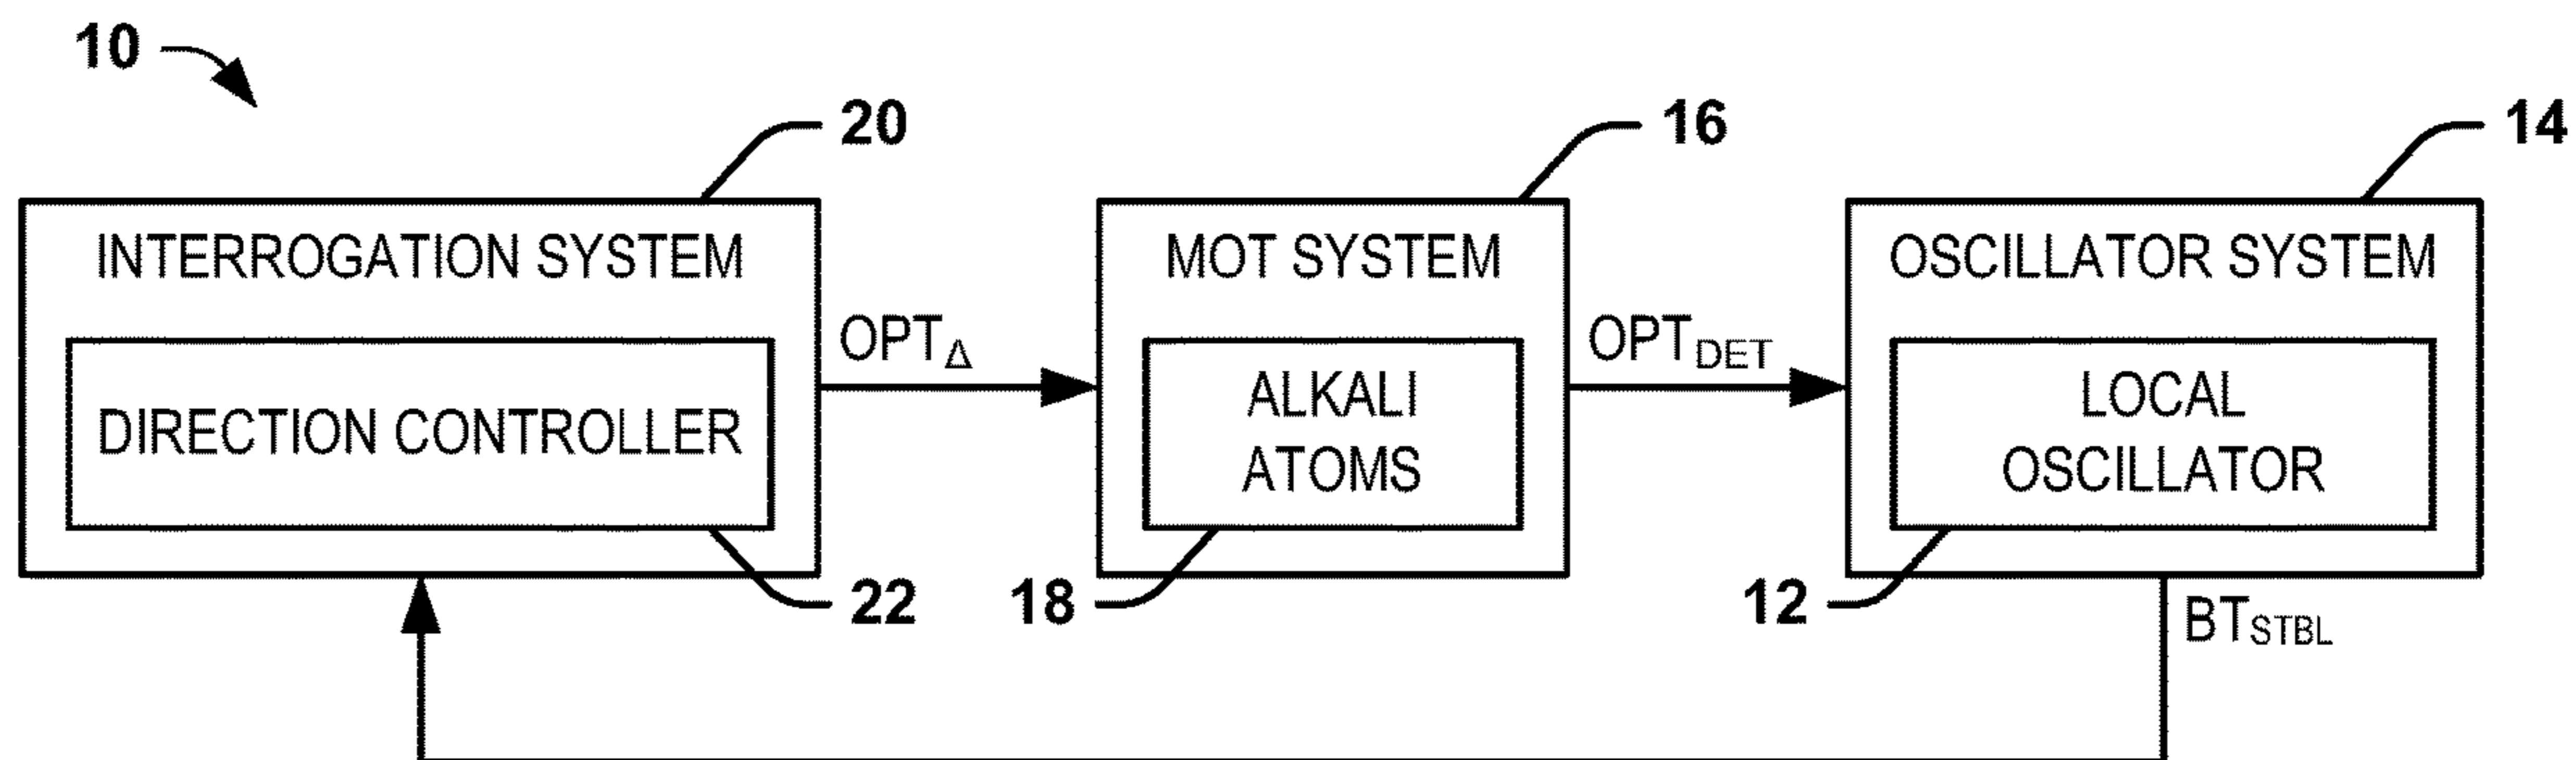 10
20
16
14
INTERROGATION SYSTEM
MOT SYSTEM
OSCILLATOR SYSTEM
OPTΔ
OPTDET
DIRECTION CONTROLLER
ALKALI
ATOMS
LOCAL
OSCILLATOR
22
18
12
BTSTBL